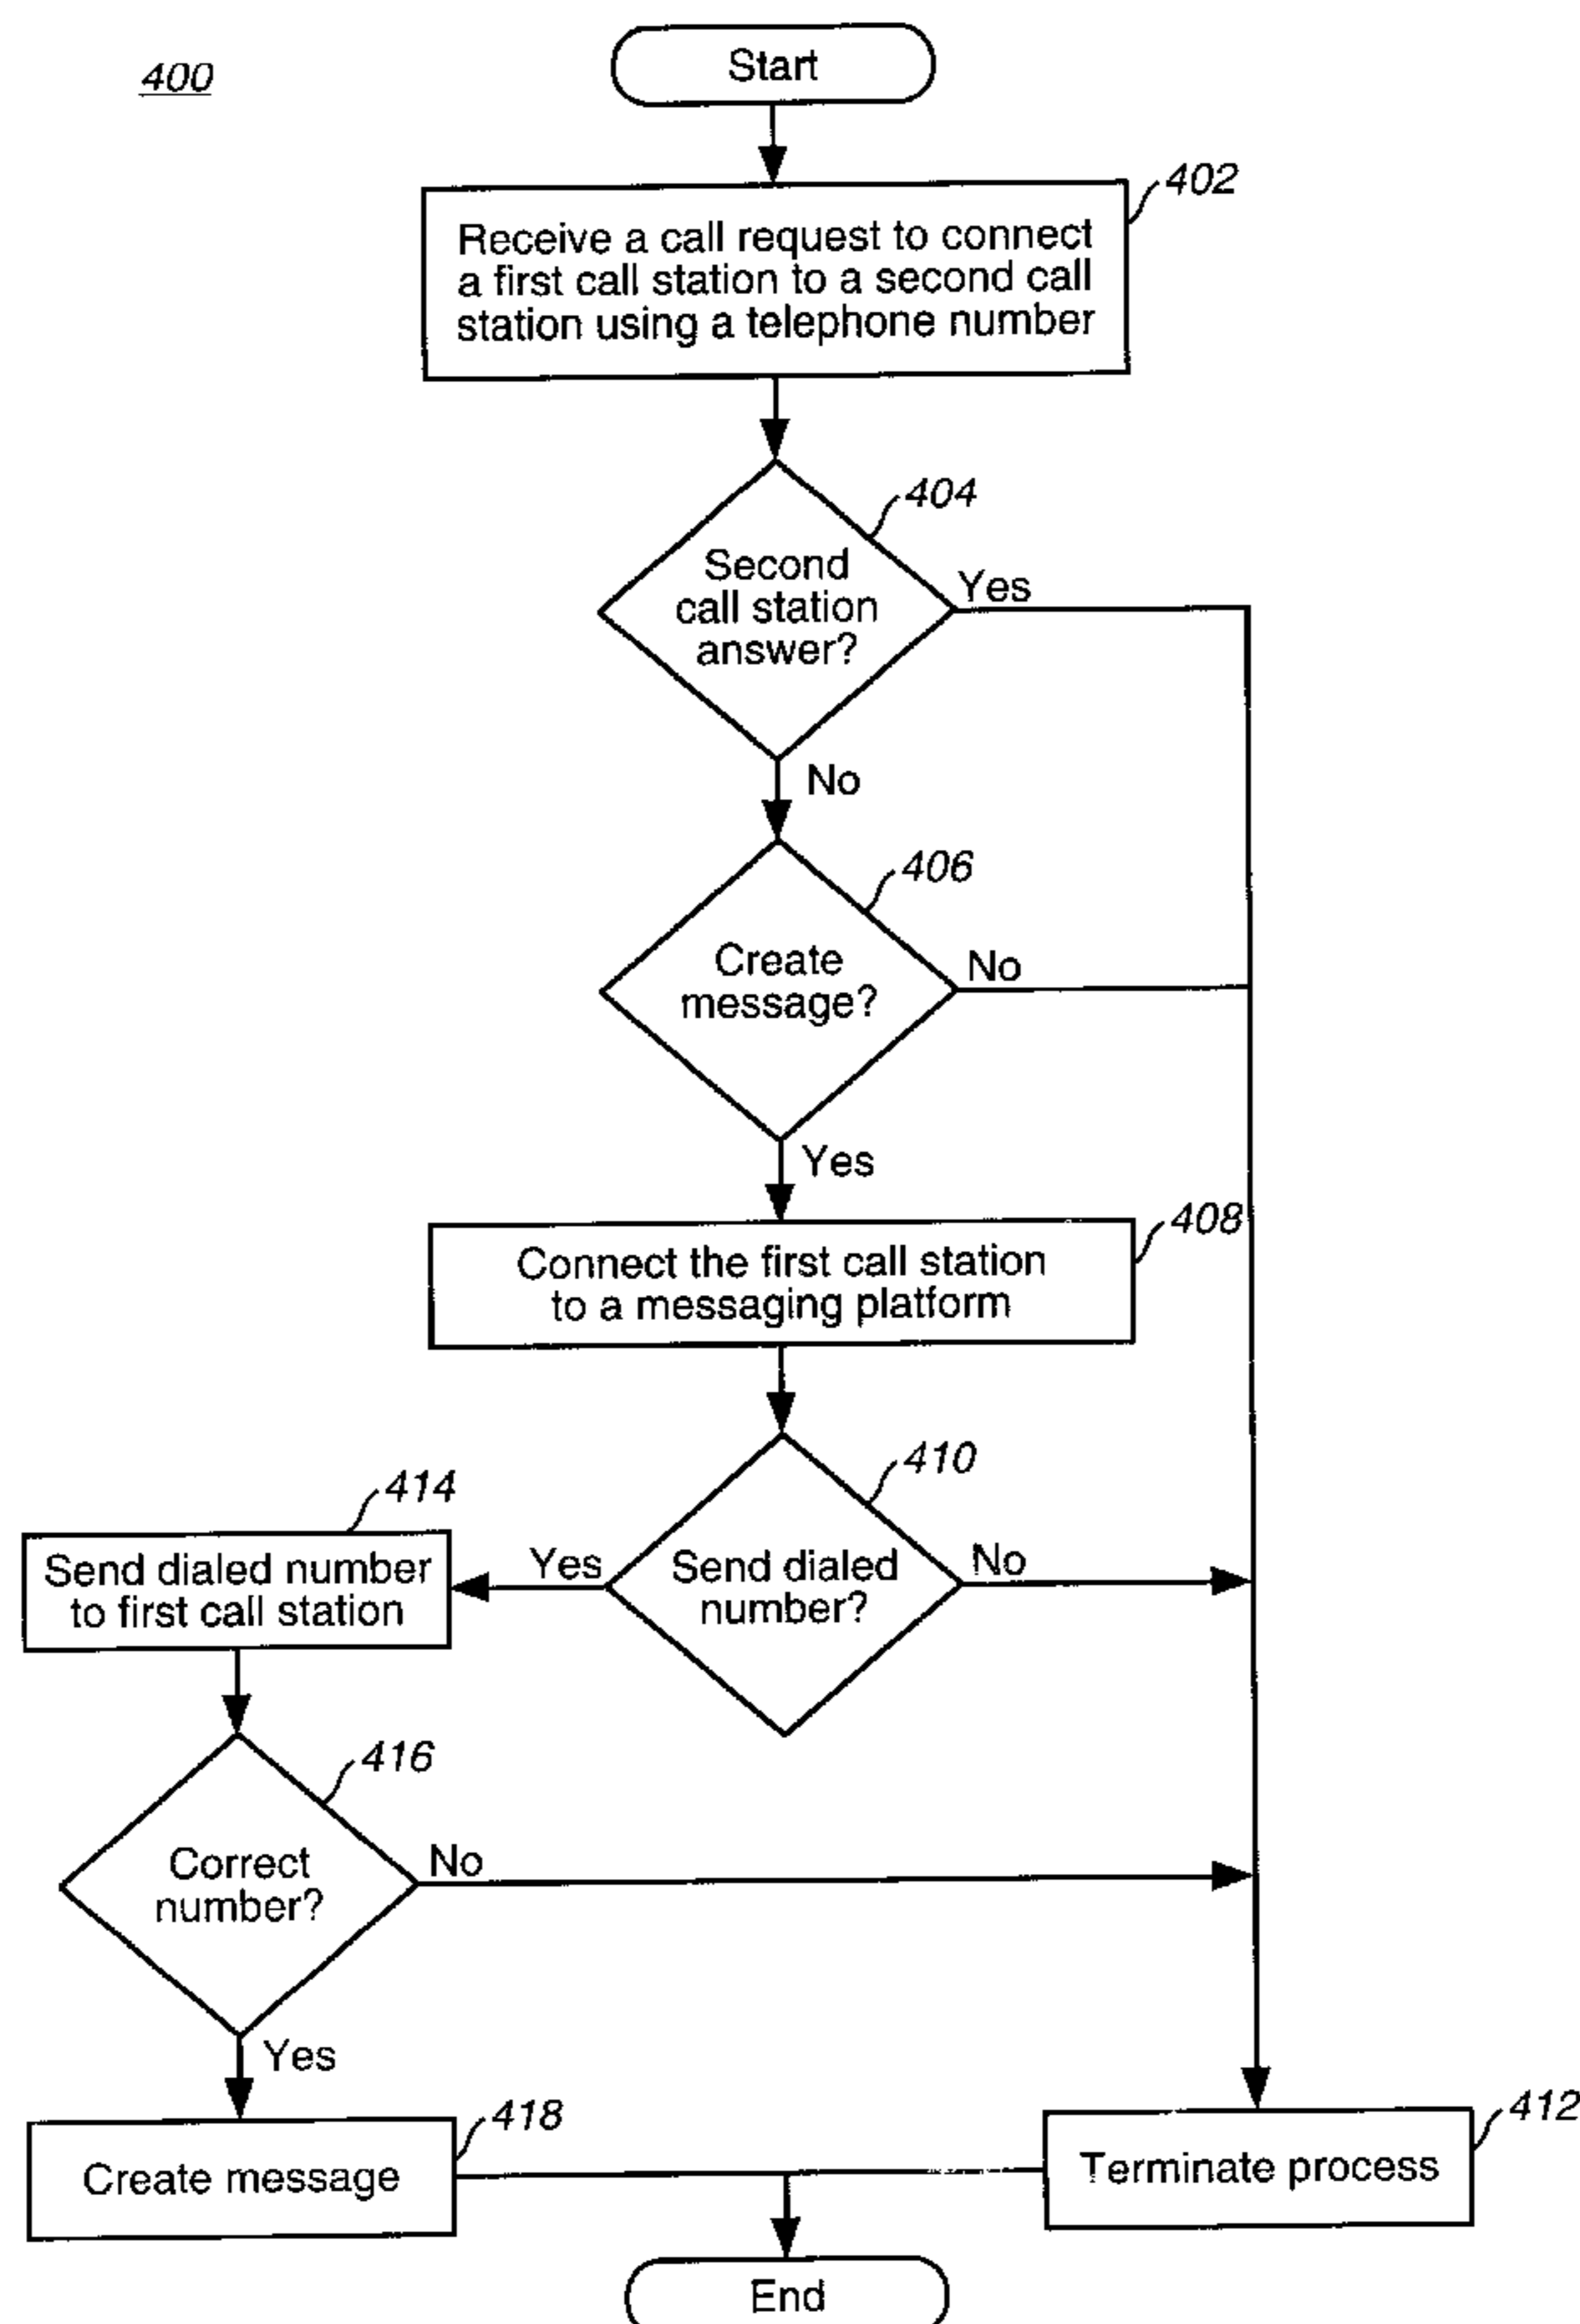 400
Start
402
Receive a call request to connect
a first call station to a second call
station using a telephone number
404
Second
call station
answer?
Yes
No
406
Create
message?
No
Yes
408
Connect the first call station
to a messaging platform
410
Send dialed
number?
Yes
No
414
Send dialed number
to first call station
416
Correct
number?
No
Yes
418
Create message
412
Terminate process
End